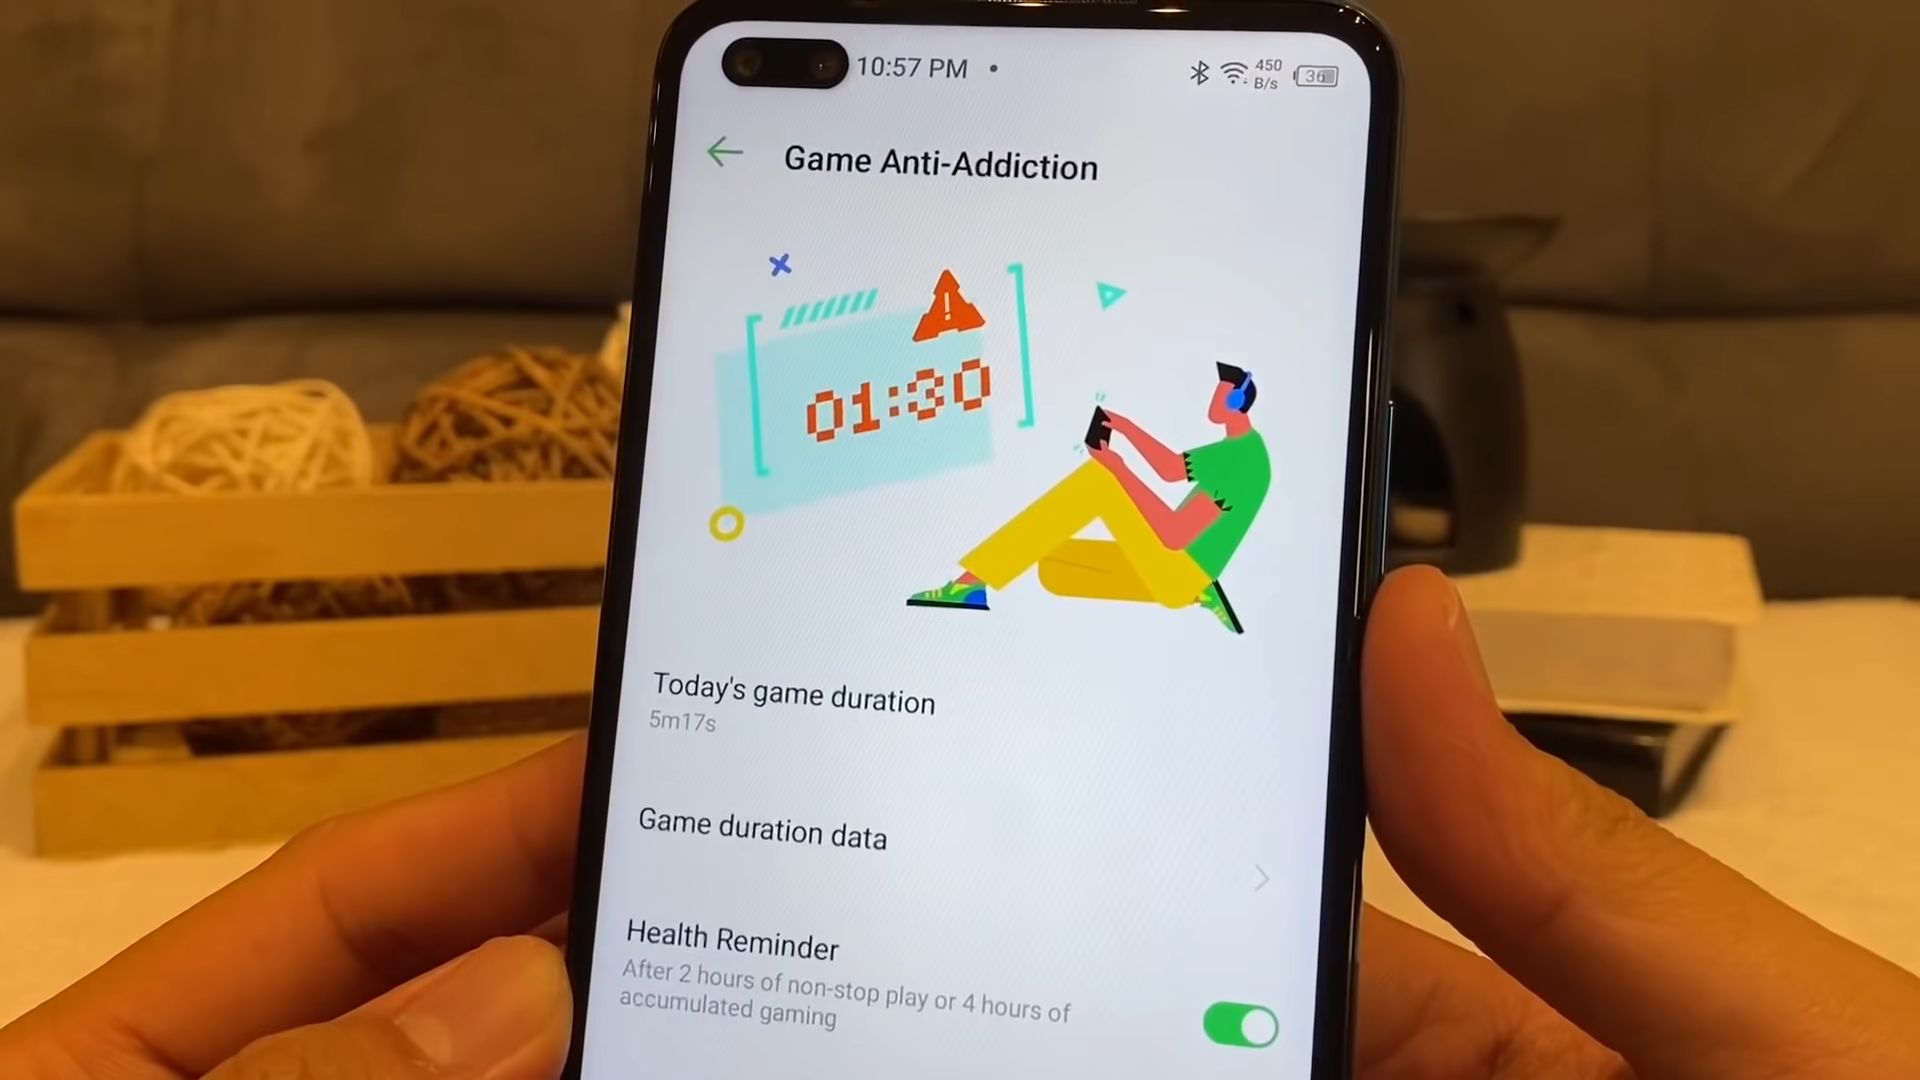 10:57 PM
450
B/s
36
Game Anti-Addiction
!
01:30
Today's game duration
5m17s
Game duration data
Health Reminder
After 2 hours of non-stop play or 4 hours of
accumulated gaming